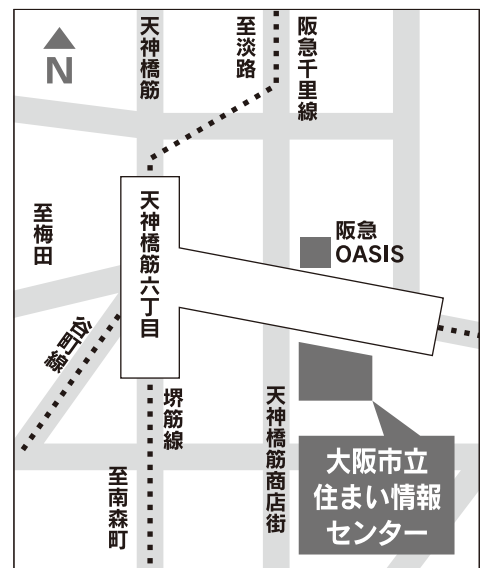 N
天神橋筋
至淡路
阪急千里線
至梅田
天神橋筋六丁目
阪急
OASIS
谷町線
堺筋線
天神橋筋商店街
至南森町
大阪市立
住まい情報
センター